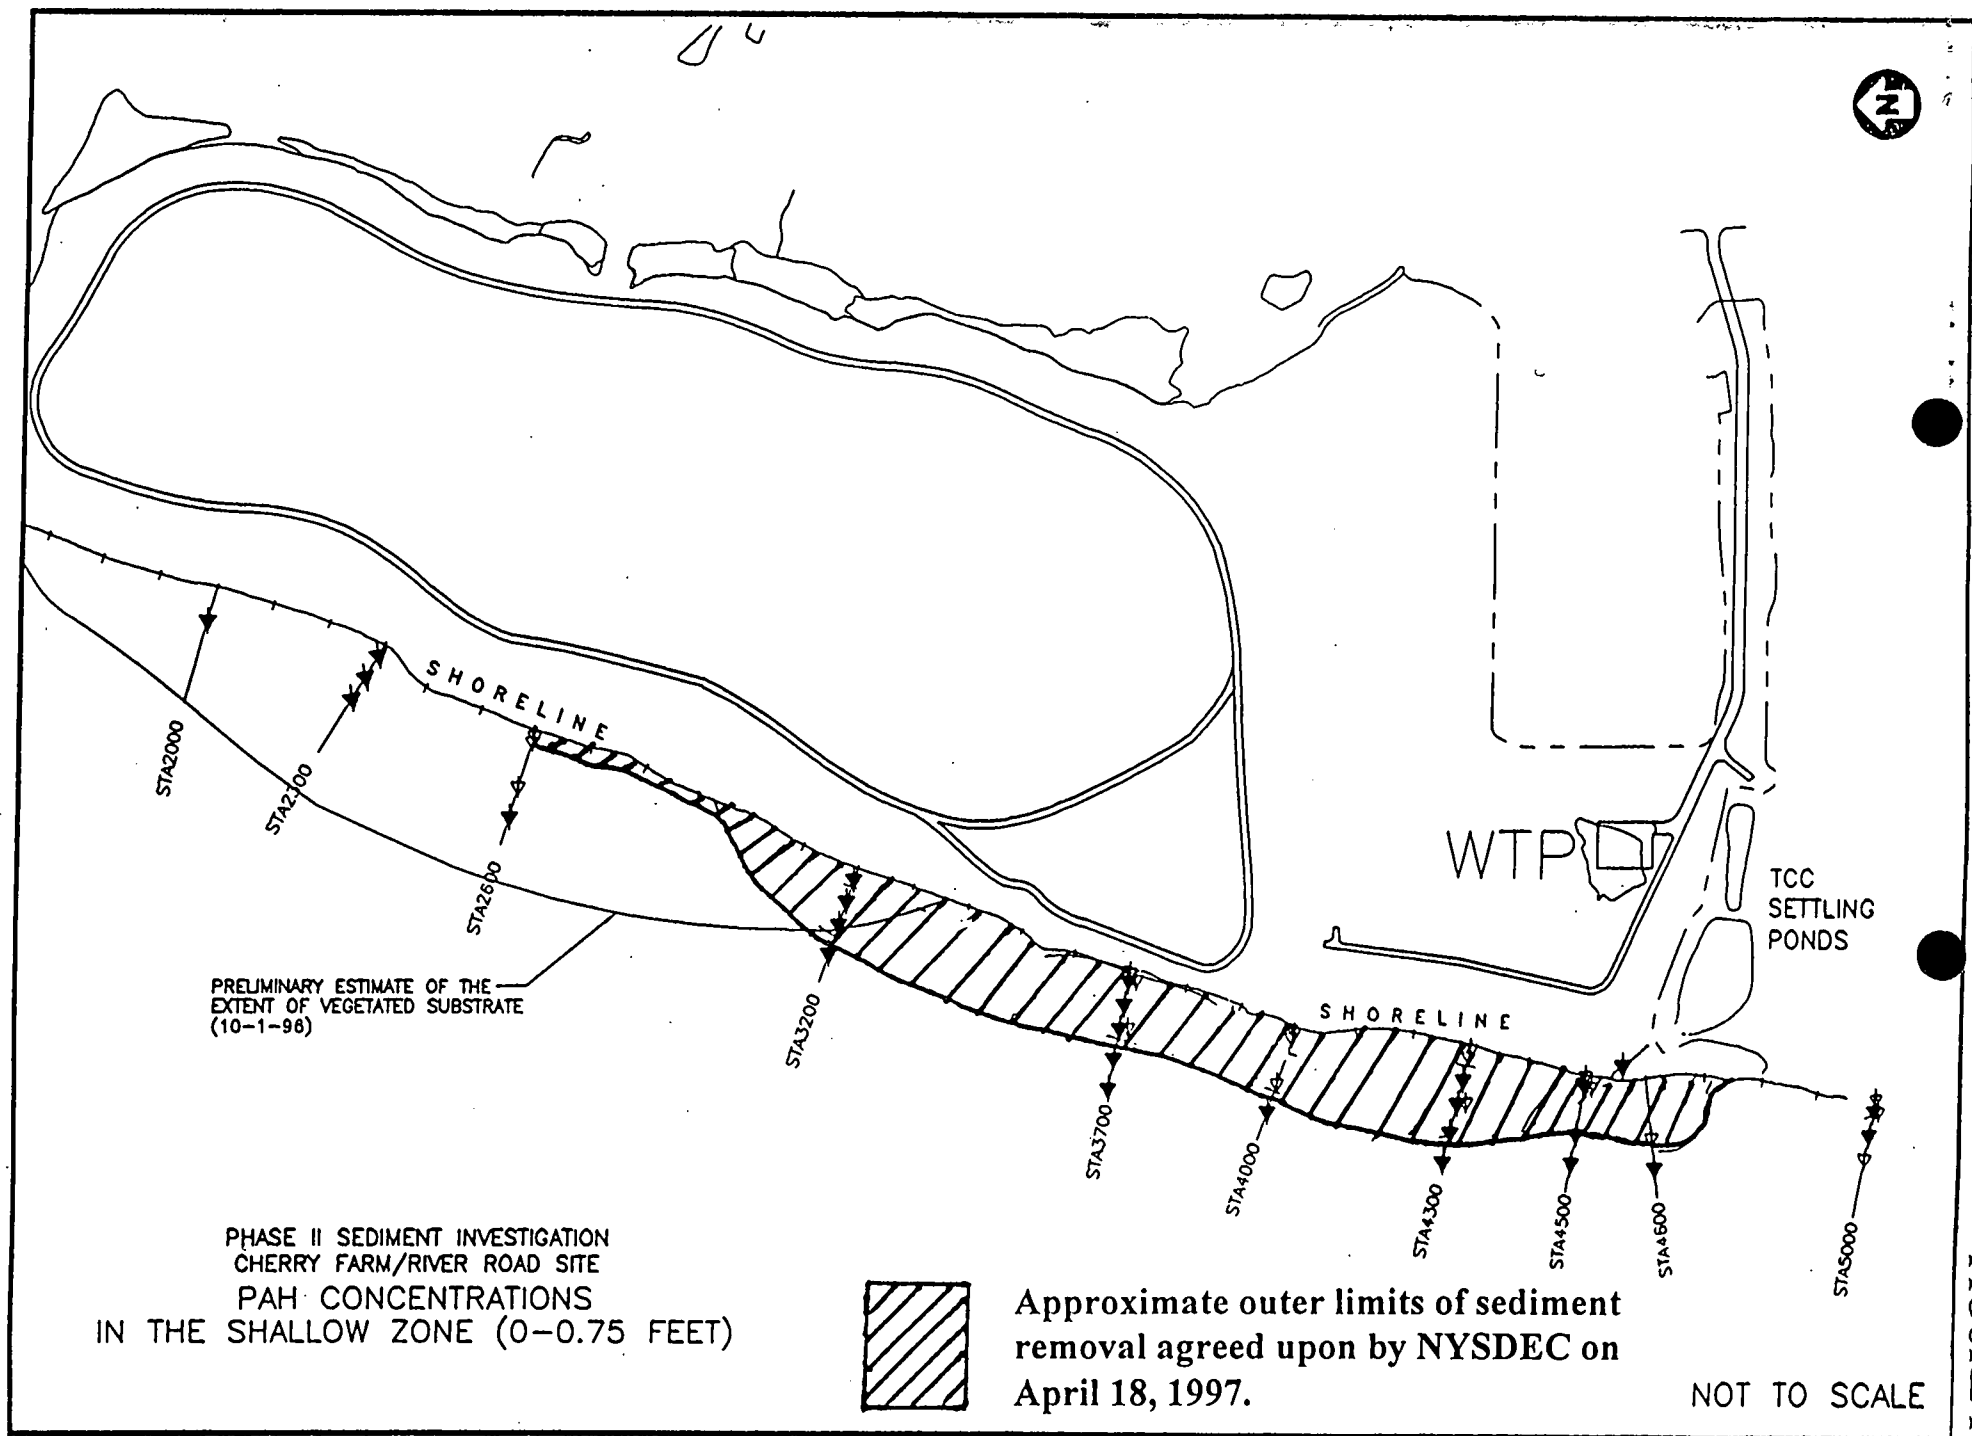 N
SHORELINE
STA2000
STA2300
STA2600
WTP
TCC
SETTLING
PONDS
PRELIMINARY ESTIMATE OF THE
EXTENT OF VEGETATED SUBSTRATE
(10-1-96)
STA3200
SHORELINE
STA3700
STA4000
STA4300
STA4500
STA4600
STA5000
PHASE II SEDIMENT INVESTIGATION
CHERRY FARM/RIVER ROAD SITE
PAH CONCENTRATIONS
IN THE SHALLOW ZONE (0-0.75 FEET)
Approximate outer limits of sediment
removal agreed upon by NYSDEC on
April 18, 1997.
NOT TO SCALE